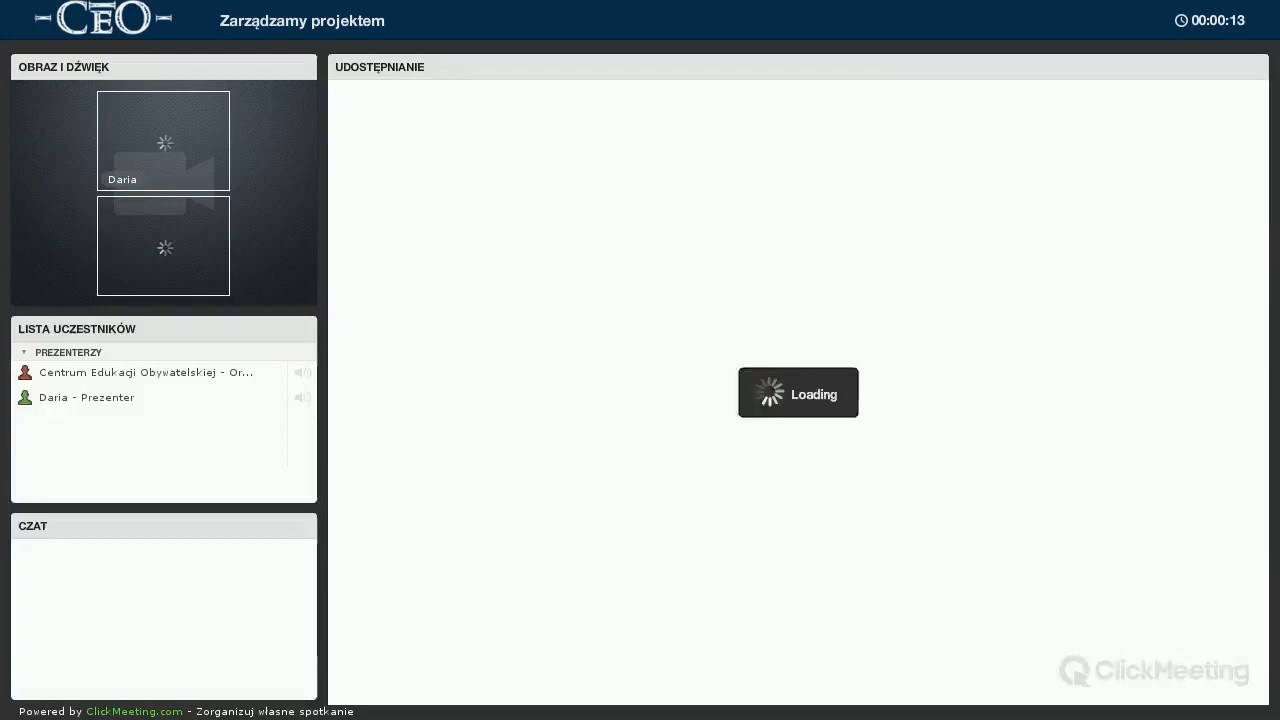 CEO
Zarządzamy projektem
00:00:13
OBRAZ I DŹWIĘK
Daria
LISTA UCZESTNIKÓW
PREZENTERZY
Centrum Edukacji Obywatelskiej - Or...
Daria - Prezenter
CZAT
UDOSTĘPNIANIE
Loading
ClickMeeting
Powered by ClickMeeting.com - Zorganizuj własne spotkanie